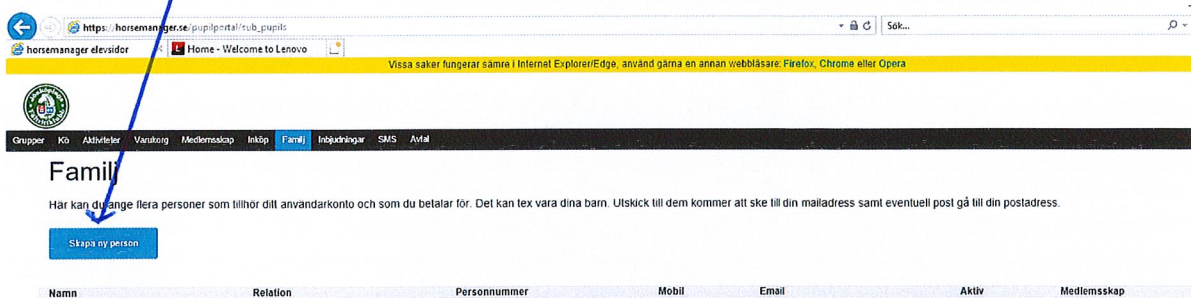 https://horsemanager.se/pupilportal/sub_pupils
Sök...
horsemanager elevsidor
Home - Welcome to Lenovo
Vissa saker fungerar sämre i Internet Explorer/Edge, använd gärna en annan webbläsare: Firefox, Chrome eller Opera
Grupper Kö Aktiviteter Varukorg Medlemsskap Inköp Familj Inbjudningar SMS Avtal
Familj
Här kan du ange flera personer som tillhör ditt användarkonto och som du betalar för. Det kan tex vara dina barn. Utskick till dem kommer att ske till din mailadress samt eventuell post gå till din postadress.
Skapa ny person
Namn Relation Personnummer Mobil Email Aktiv Medlemsskap